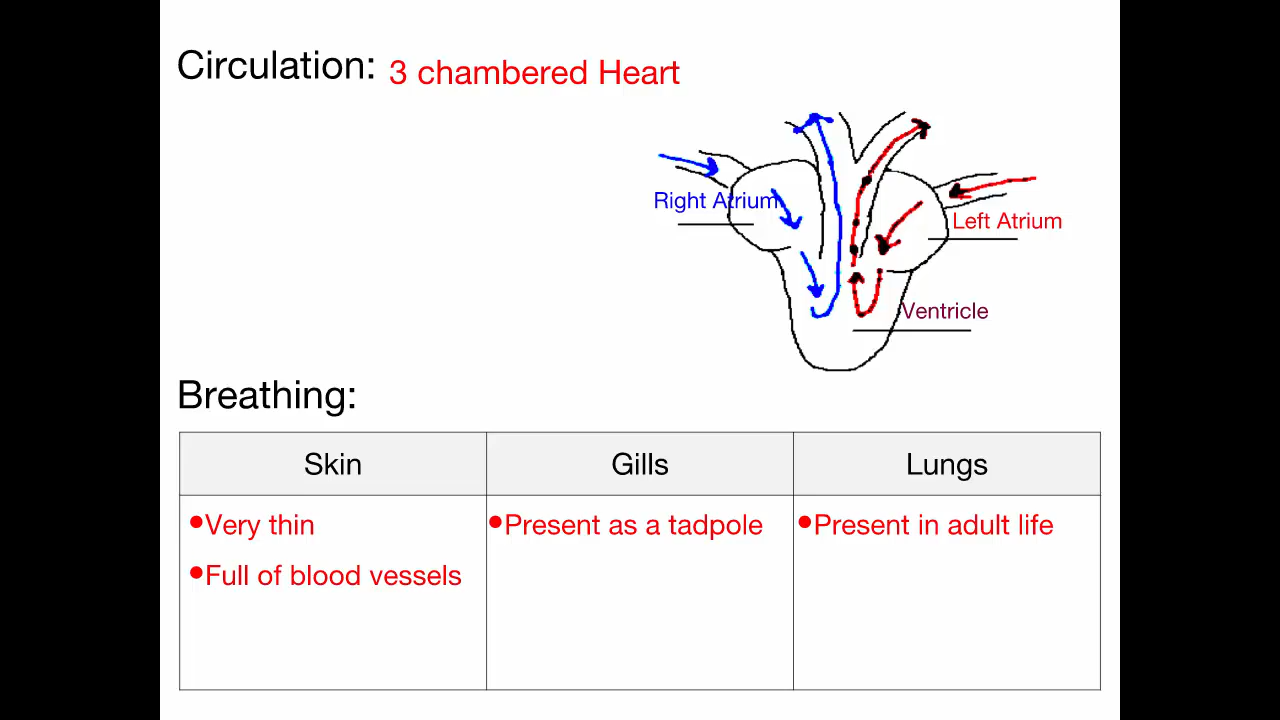 Circulation: 3 chambered Heart
Right Atrium
Left Atrium
Ventricle
Breathing:
Skin Gills Lungs
•Very thin •Present as a tadpole •Present in adult life
•Full of blood vessels